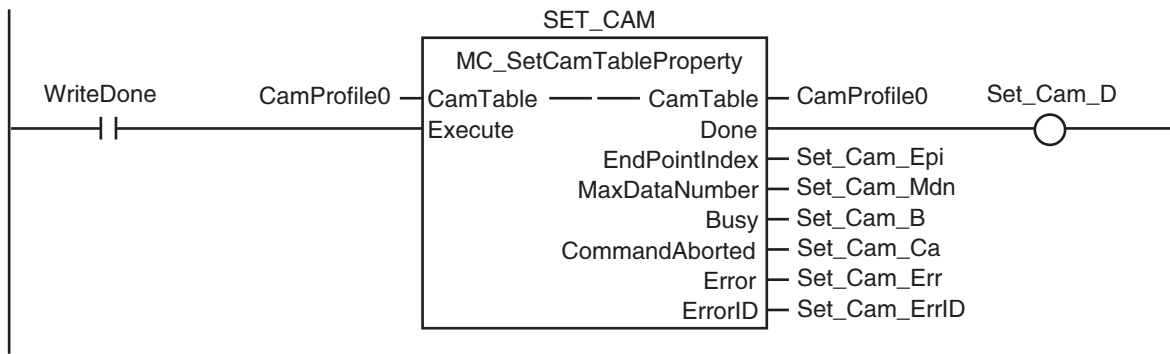 SET_CAM
MC_SetCamTableProperty
WriteDone CamProfile0 CamTable CamTable CamProfile0 Set_Cam_D
Execute Done
EndPointIndex Set_Cam_Epi
MaxDataNumber Set_Cam_Mdn
Busy Set_Cam_B
CommandAborted Set_Cam_Ca
Error Set_Cam_Err
ErrorID Set_Cam_ErrID